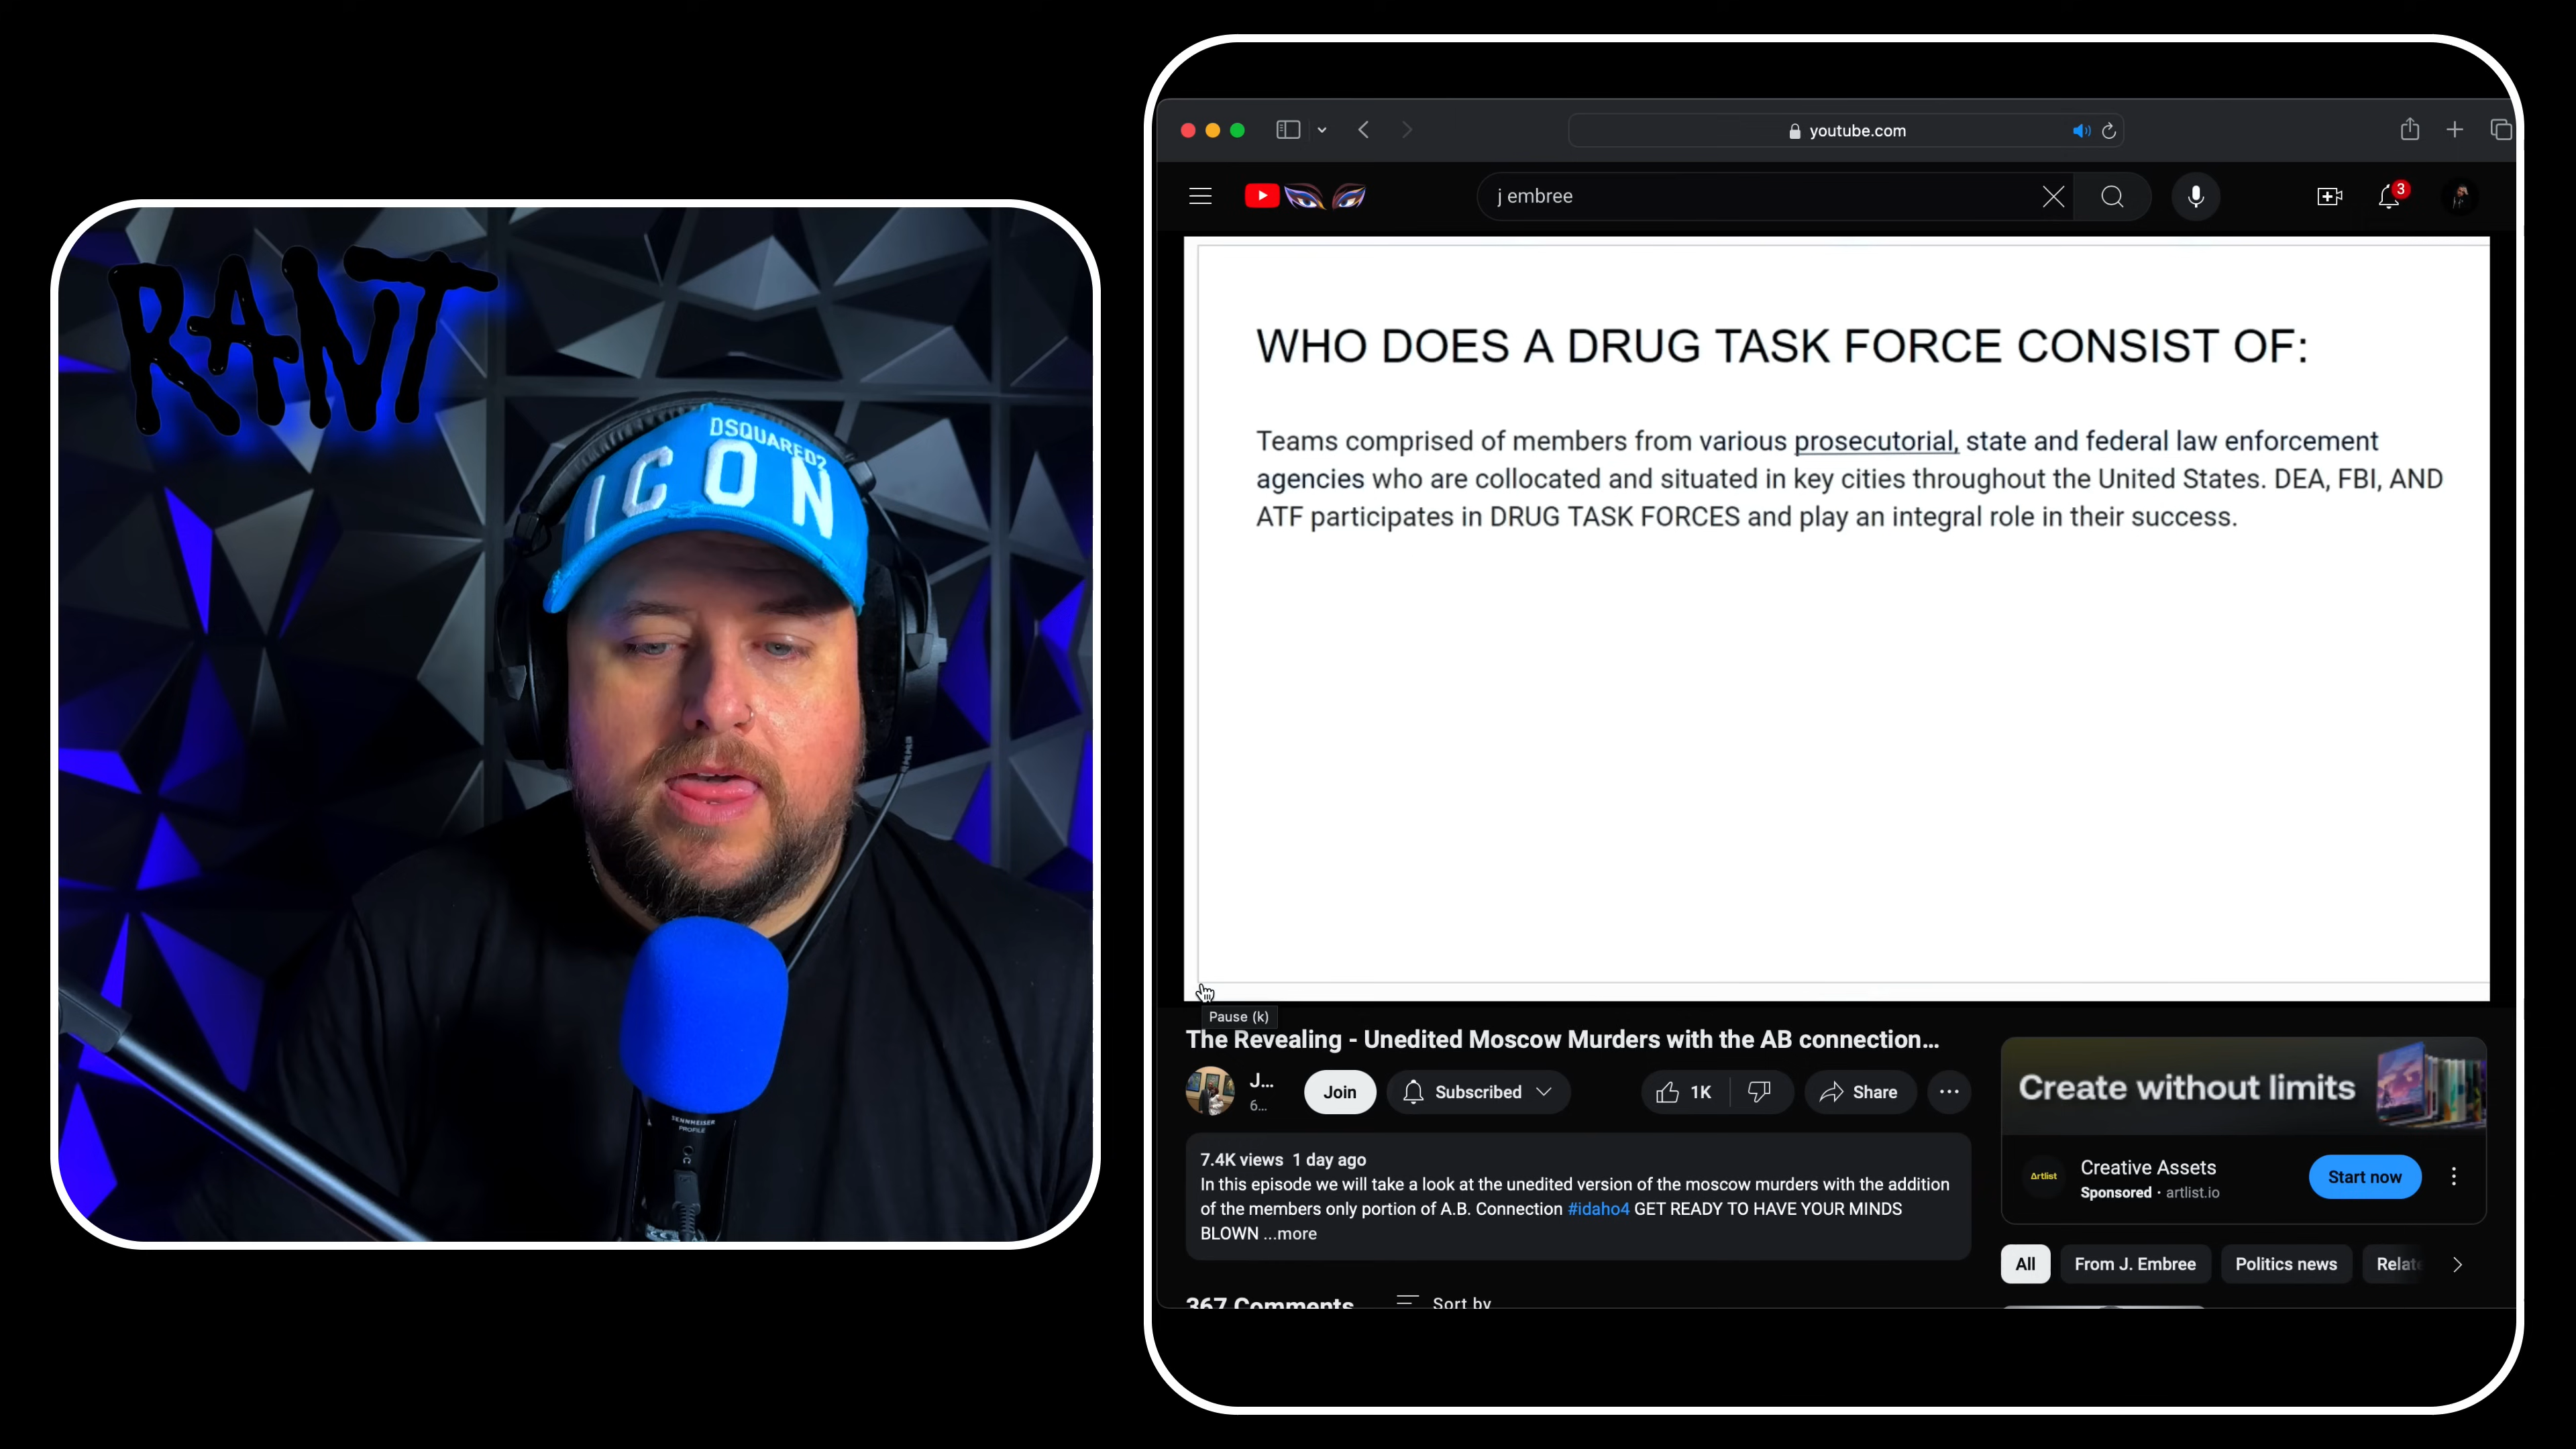 RANT
DSQUARED2
ICON
SENNHEISER
PROFILE
youtube.com
j embree
3
WHO DOES A DRUG TASK FORCE CONSIST OF:
Teams comprised of members from various prosecutorial, state and federal law enforcement
agencies who are collocated and situated in key cities throughout the United States. DEA, FBI, AND
ATF participates in DRUG TASK FORCES and play an integral role in their success.
Pause (k)
The Revealing - Unedited Moscow Murders with the AB connection...
J...
6...
Join
Subscribed
1K
Share
7.4K views 1 day ago
In this episode we will take a look at the unedited version of the moscow murders with the addition
of the members only portion of A.B. Connection #idaho4 GET READY TO HAVE YOUR MINDS
BLOWN ...more
367 Comments
Sort by
Create without limits
Artlist
Creative Assets
Sponsored · artlist.io
Start now
All
From J. Embree
Politics news
Relate